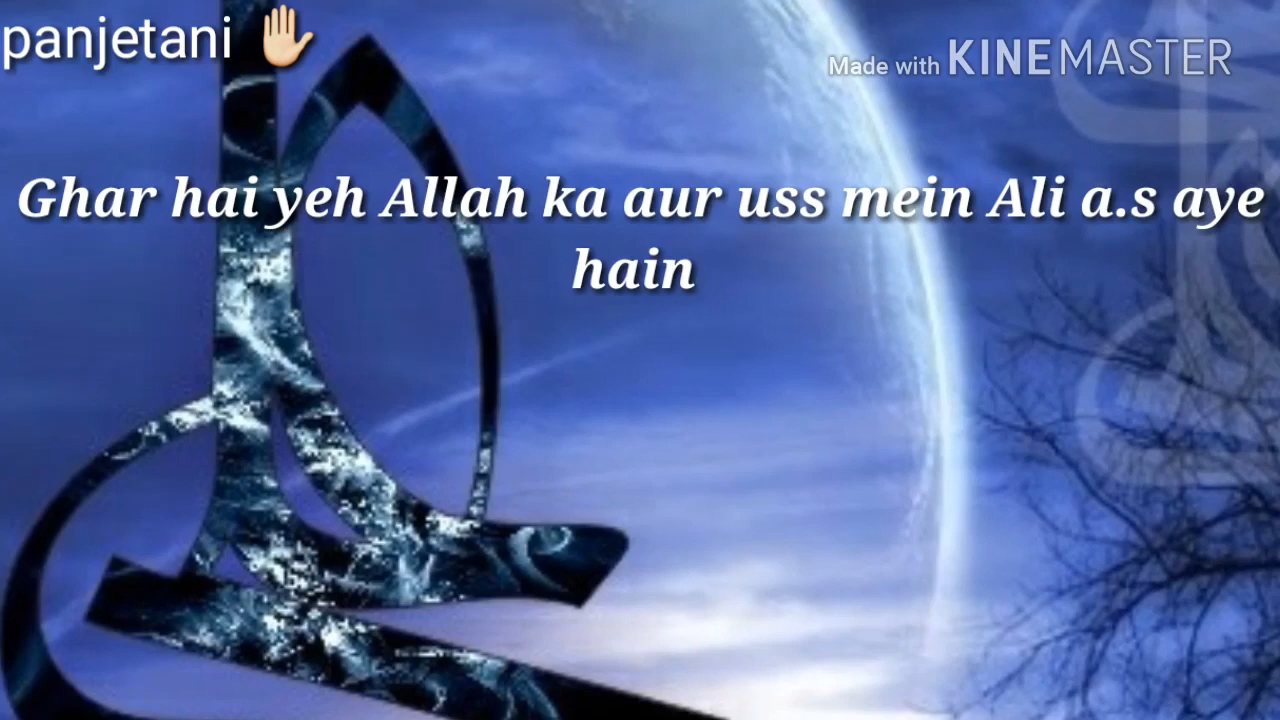 panjetani ✋🏻
Made with KINEMASTER
Ghar hai yeh Allah ka aur uss mein Ali a.s aye
hain